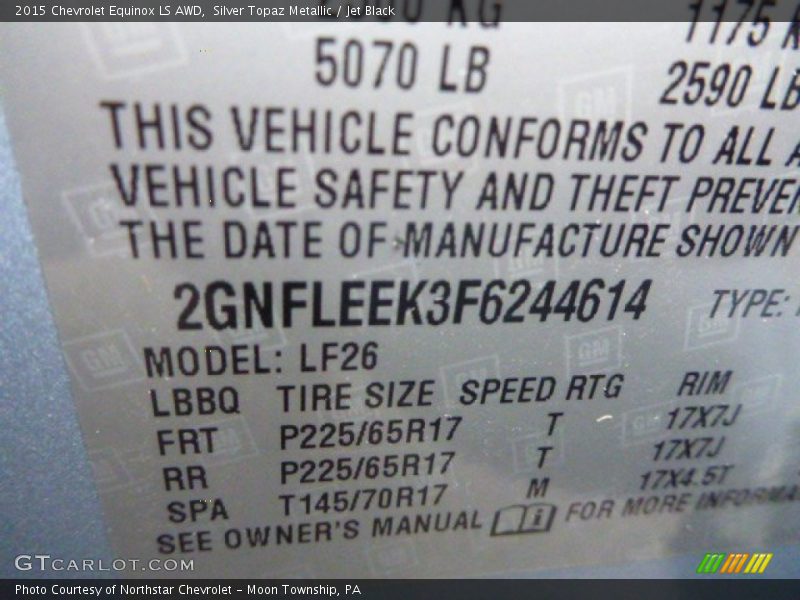 2015 Chevrolet Equinox LS AWD, Silver Topaz Metallic / Jet Black
KG
1175
5070 LB
2590 LB
THIS VEHICLE CONFORMS TO ALL
VEHICLE SAFETY AND THEFT PREVE
THE DATE OF MANUFACTURE SHOWN
2GNFLEEK3F6244614 TYPE:
MODEL: LF26
LBBQ TIRE SIZE SPEED RTG RIM
FRT P225/65R17 T 17X7J
RR P225/65R17 T 17X7J
SPA T145/70R17 M 17X4.5T
SEE OWNER'S MANUAL i FOR MORE INFORMA
GTCarlot.com
Photo Courtesy of Northstar Chevrolet - Moon Township, PA